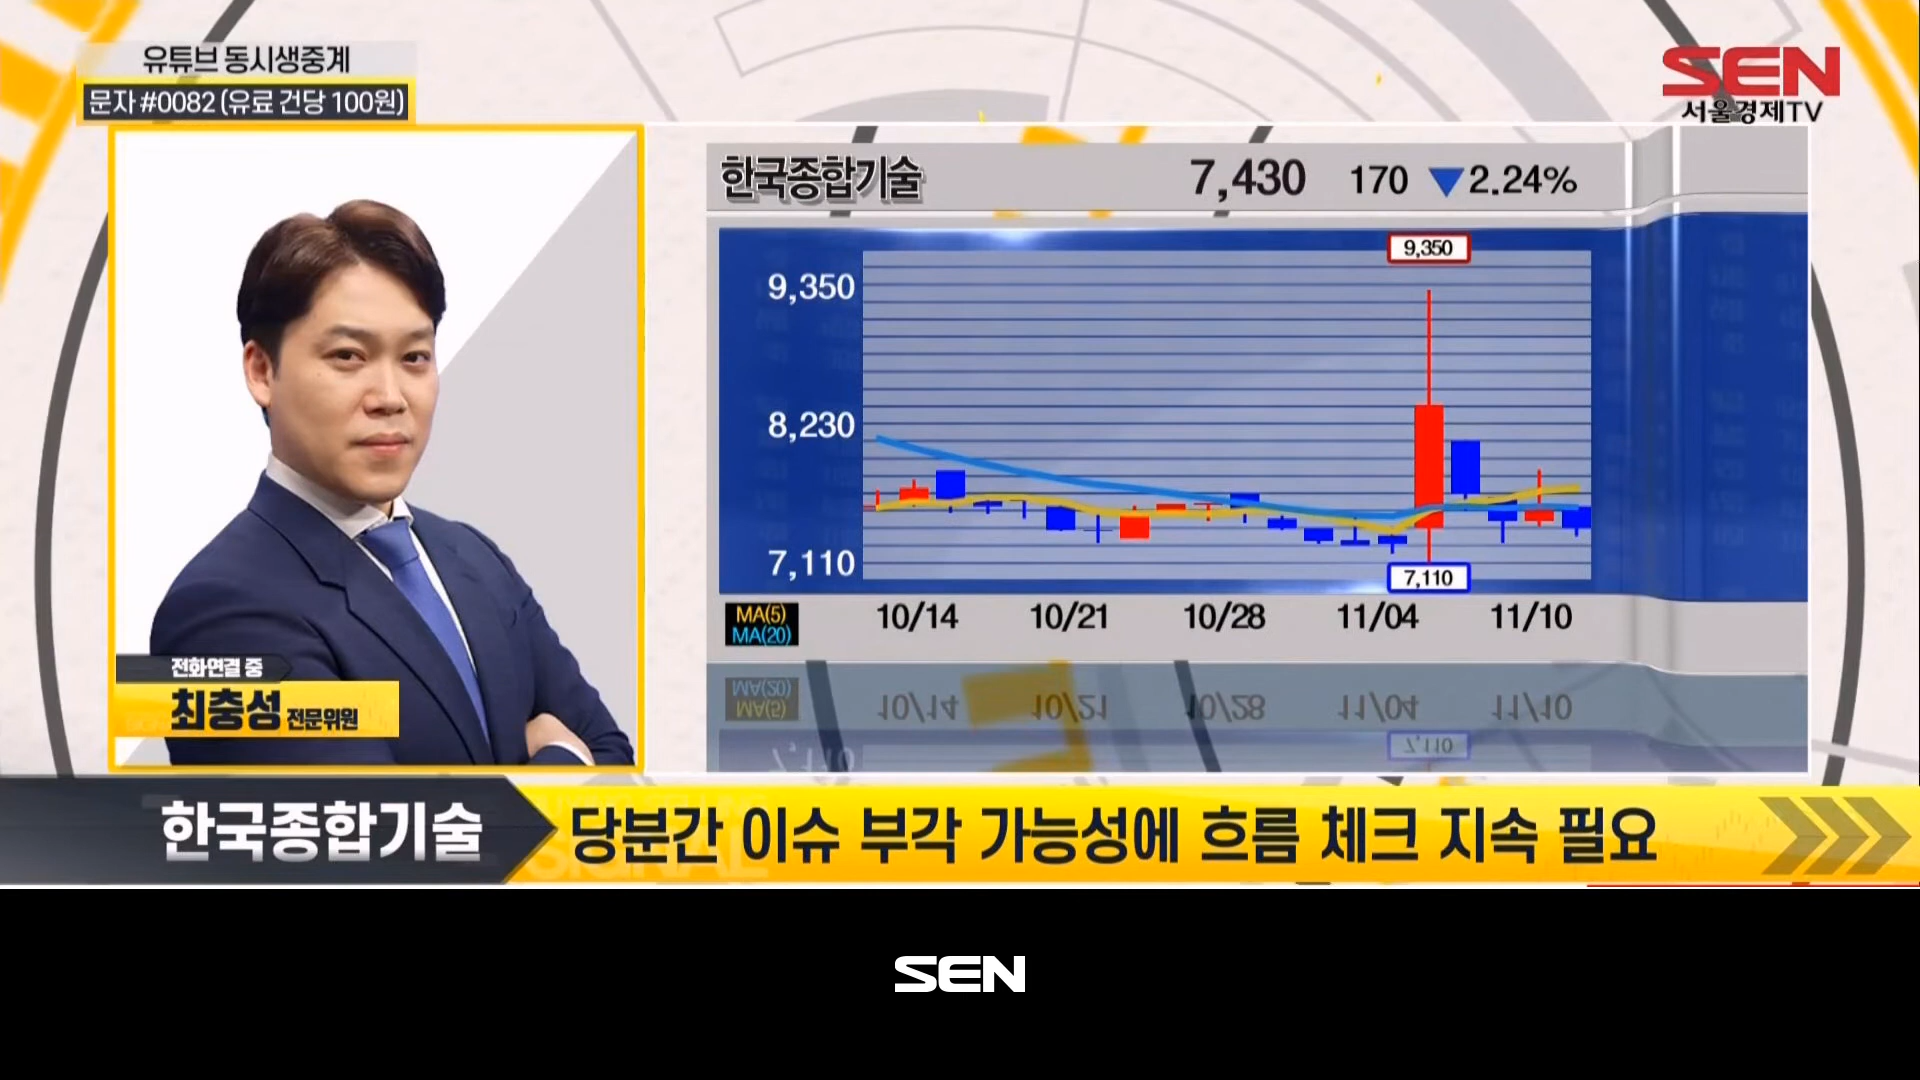 유튜브 동시생중계
문자 #0082 (유료 건당 100원)
SEN
서울경제TV
한국종합기술 7,430 170 ▼2.24%
9,350
9,350
8,230
7,110
7,110
MA(5)
MA(20)
10/14 10/21 10/28 11/04 11/10
전화연결 중
최충성 전문위원
한국종합기술
당분간 이슈 부각 가능성에 흐름 체크 지속 필요
SEN